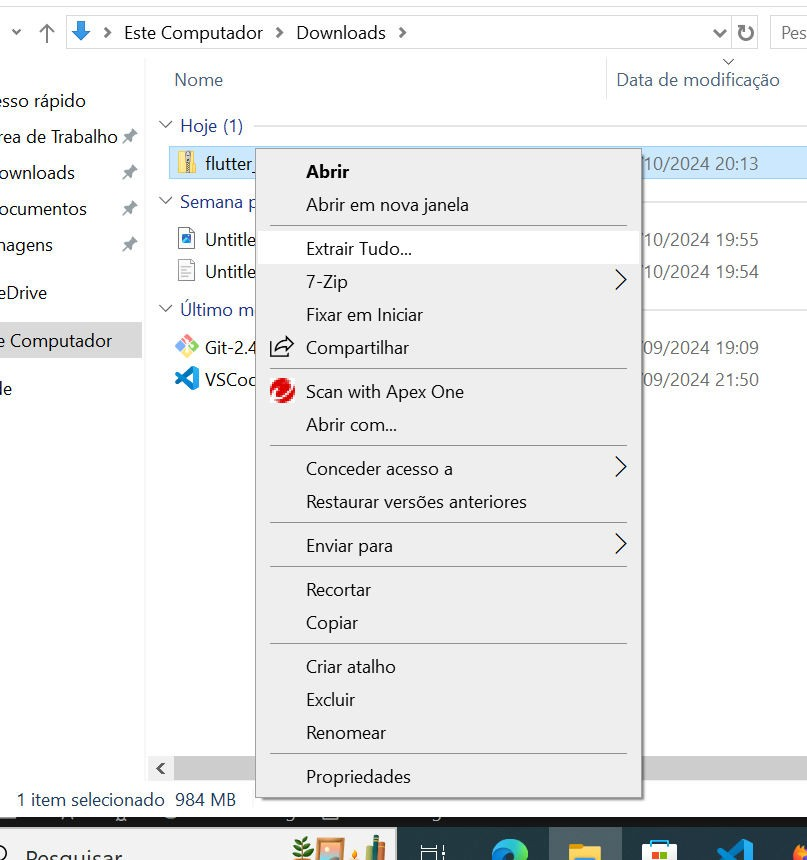 Este Computador
Downloads
Pes
Nome
Data de modificação
esso rápido
rea de Trabalho
ownloads
ocumentos
nagens
eDrive
e Computador
de
Hoje (1)
flutter_
10/2024 20:13
Semana p
Untitle
10/2024 19:55
Untitle
10/2024 19:54
Último m
Git-2.4
09/2024 19:09
VSCod
09/2024 21:50
Abrir
Abrir em nova janela
Extrair Tudo...
7-Zip
Fixar em Iniciar
Compartilhar
Scan with Apex One
Abrir com...
Conceder acesso a
Restaurar versões anteriores
Enviar para
Recortar
Copiar
Criar atalho
Excluir
Renomear
Propriedades
1 item selecionado 984 MB
Pesquisar